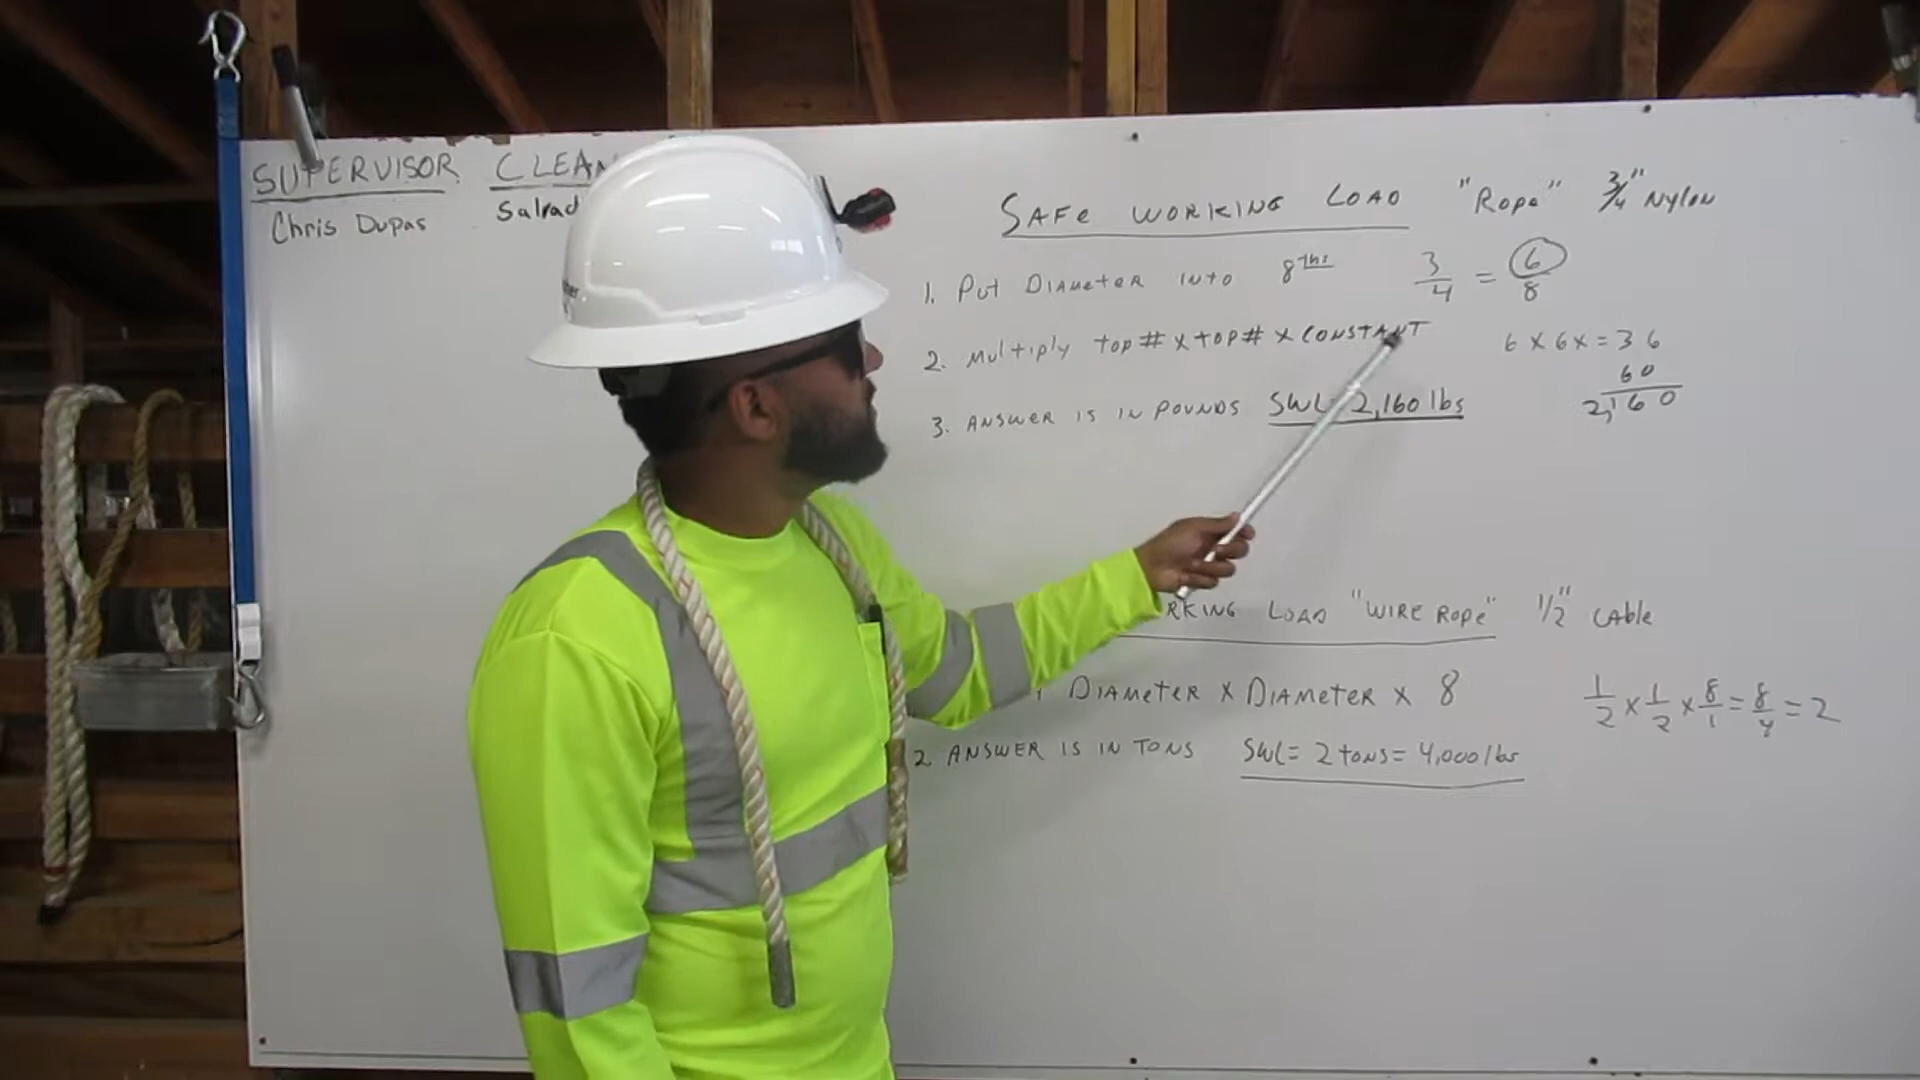 SUPERVISOR CLEAN
Chris Dupas Salvad
SAFe WORKING LOAD "Rope" 3/4" Nylon
1. Put Diameter into 8ths 3/4 = 6/8
2. Multiply top # x top # x CONSTANT 6 x 6 x = 36
60
3. ANSWER IS IN POUNDS SWL= 2,160 lbs 2,160
RKING LOAD "WIRE Rope" 1/2" CAble
DIAMeTeR x DIAMeTeR x 8 1/2 x 1/2 x 8/1 = 8/4 = 2
2. ANSWER IS IN TONS SWL= 2 tons= 4,000 lbs